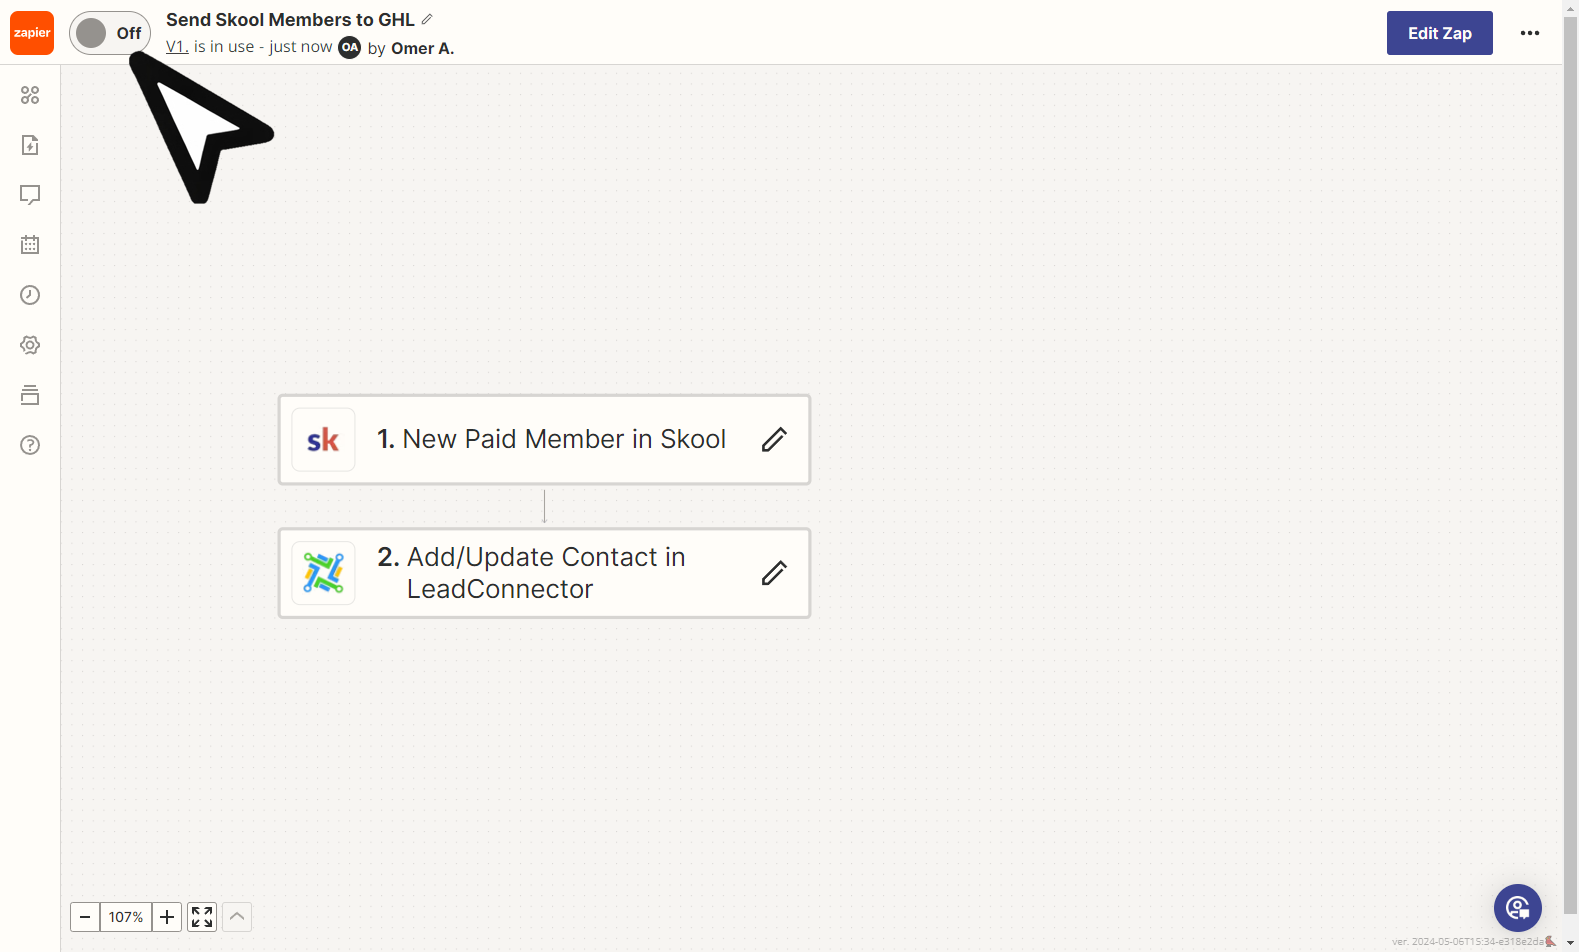 zapier
Off
Send Skool Members to GHL
V1. is in use - just now OA by Omer A.
Edit Zap
sk
1. New Paid Member in Skool
2. Add/Update Contact in
LeadConnector
107%
ver. 2024-05-06T15:34-e318e2da